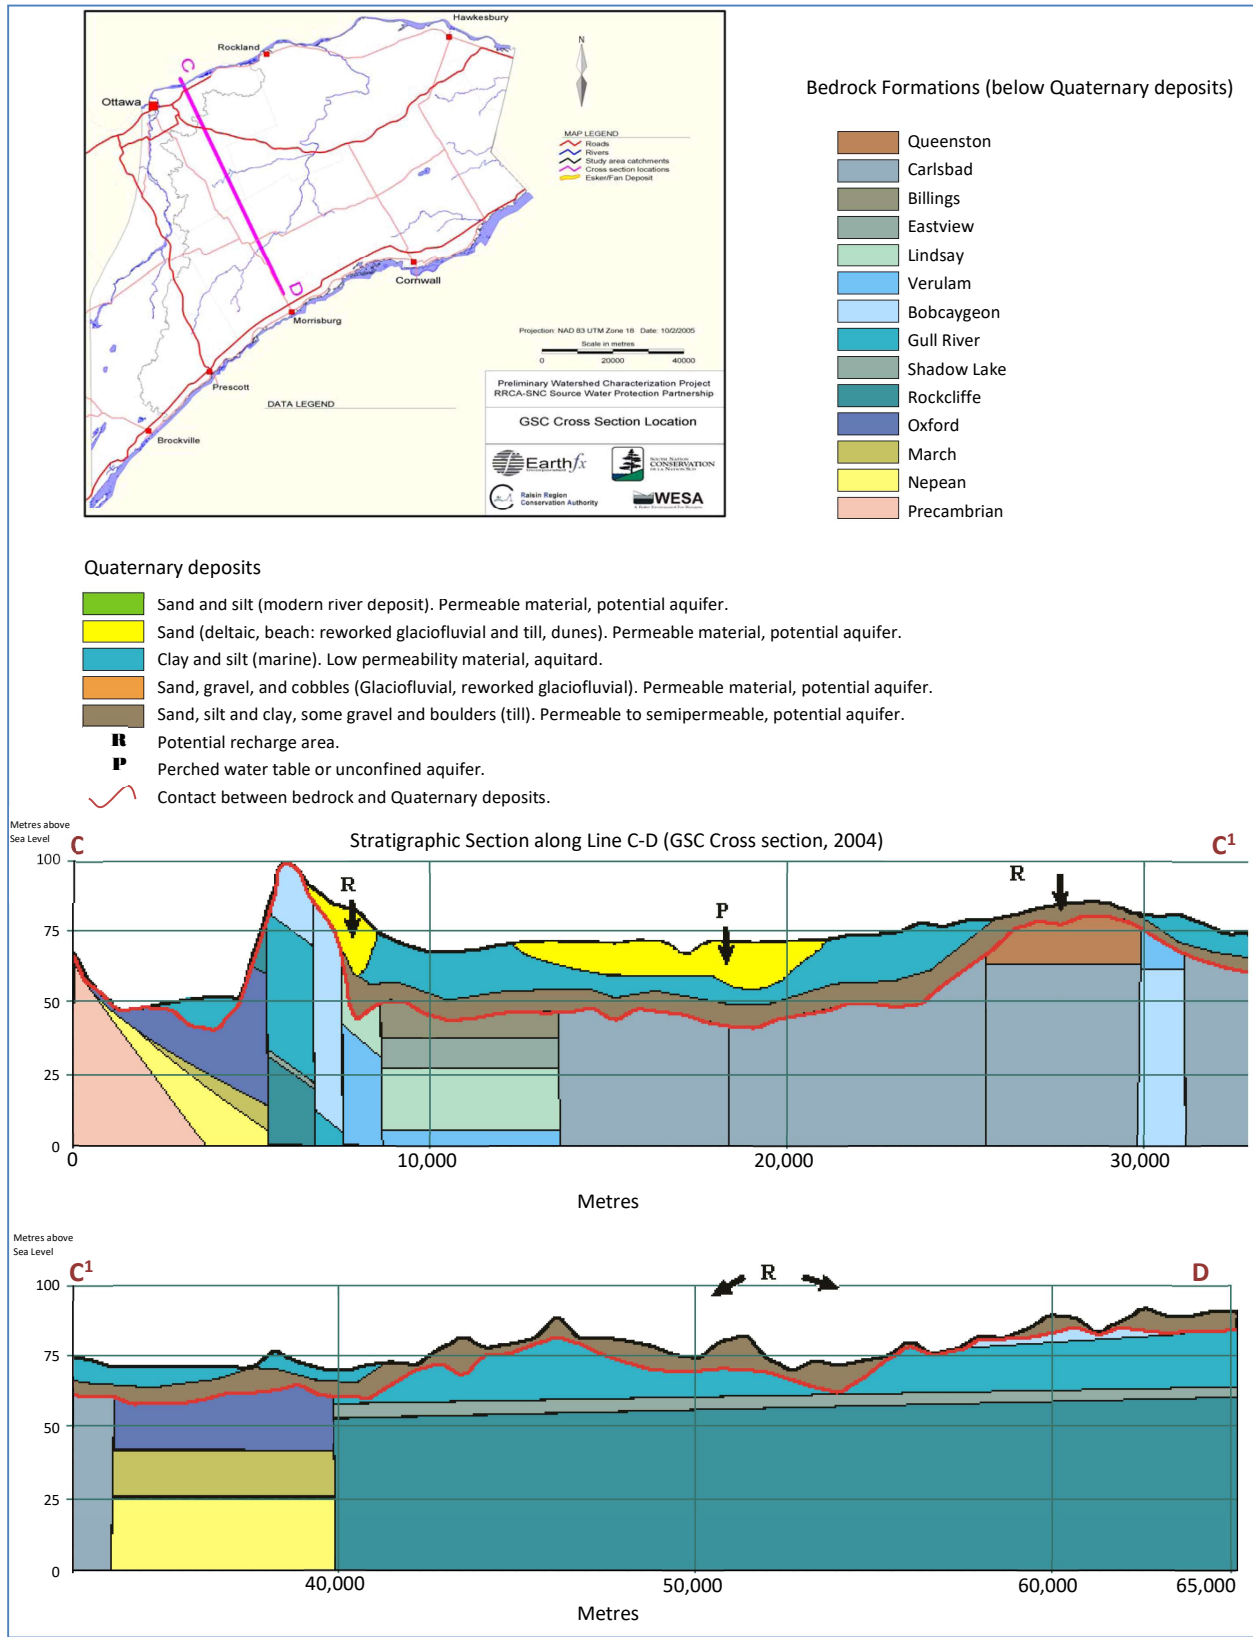 Hawkesbury
Rockland
N
C
Ottawa
MAP LEGEND
Roads
Rivers
Study area catchments
Cross section locations
Esker/Fan Deposit
D
Cornwall
Morrisburg
Projection: NAD 83 UTM Zone 18 Date: 10/2/2005
Scale in metres
0 20000 40000
Prescott
Preliminary Watershed Characterization Project
RRCA-SNC Source Water Protection Partnership
DATA LEGEND
GSC Cross Section Location
Brockville
Earthfx
SOUTH NATION
CONSERVATION
DE LA NATION SUD
Raisin Region
Conservation Authority
WESA
Bedrock Formations (below Quaternary deposits)
Queenston
Carlsbad
Billings
Eastview
Lindsay
Verulam
Bobcaygeon
Gull River
Shadow Lake
Rockcliffe
Oxford
March
Nepean
Precambrian
Quaternary deposits
Sand and silt (modern river deposit). Permeable material, potential aquifer.
Sand (deltaic, beach: reworked glaciofluvial and till, dunes). Permeable material, potential aquifer.
Clay and silt (marine). Low permeability material, aquitard.
Sand, gravel, and cobbles (Glaciofluvial, reworked glaciofluvial). Permeable material, potential aquifer.
Sand, silt and clay, some gravel and boulders (till). Permeable to semipermeable, potential aquifer.
R Potential recharge area.
P Perched water table or unconfined aquifer.
Contact between bedrock and Quaternary deposits.
Metres above
Sea Level
C Stratigraphic Section along Line C-D (GSC Cross section, 2004) C¹
100
R
P
R
75
50
25
0
0 10,000 20,000 30,000
Metres
Metres above
Sea Level
C¹ R D
100
75
50
25
0
40,000 50,000 60,000 65,000
Metres